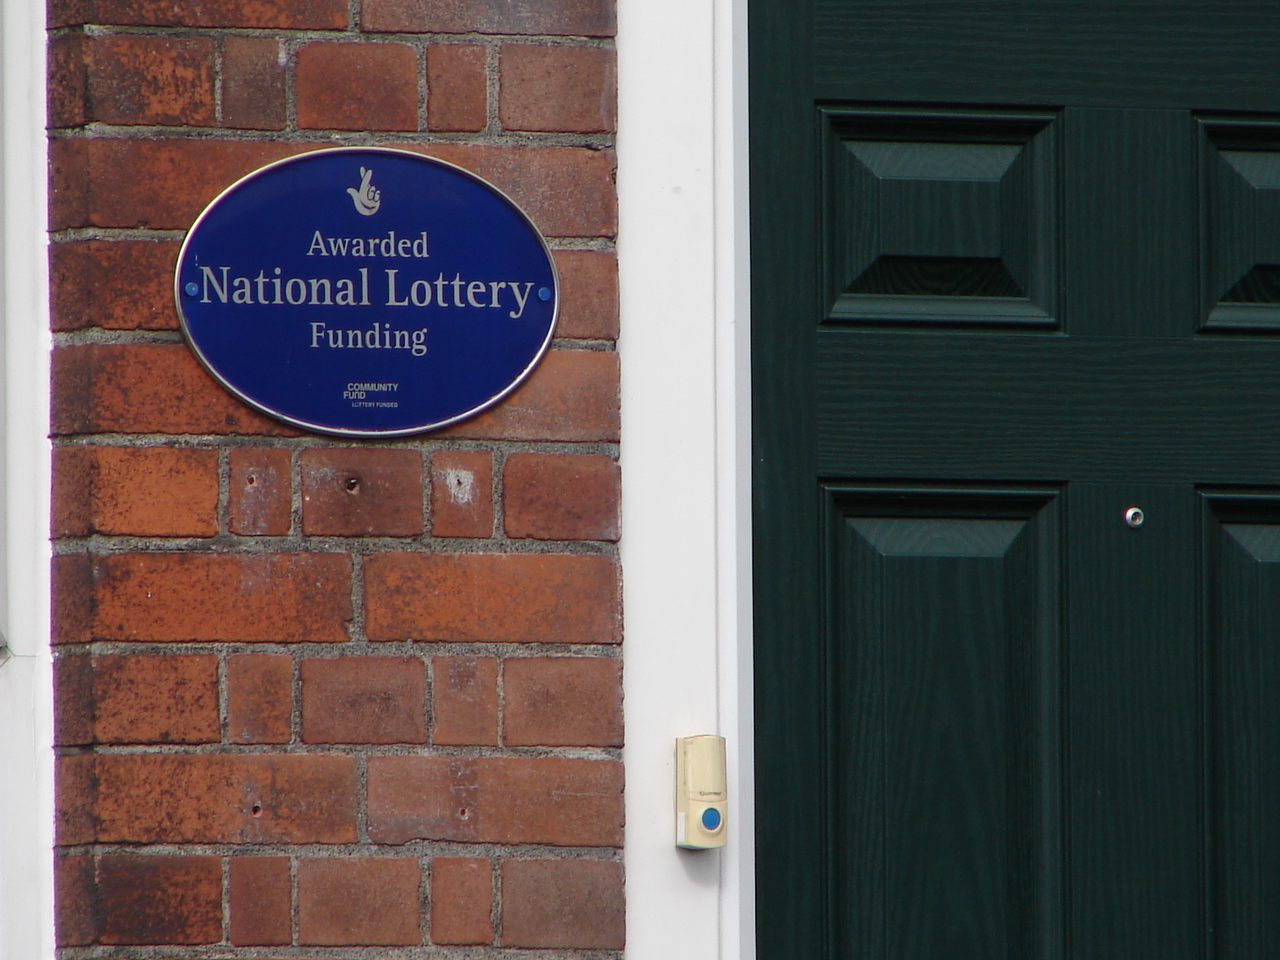 Awarded
National Lottery
Funding
COMMUNITY
FUND
LOTTERY FUNDED